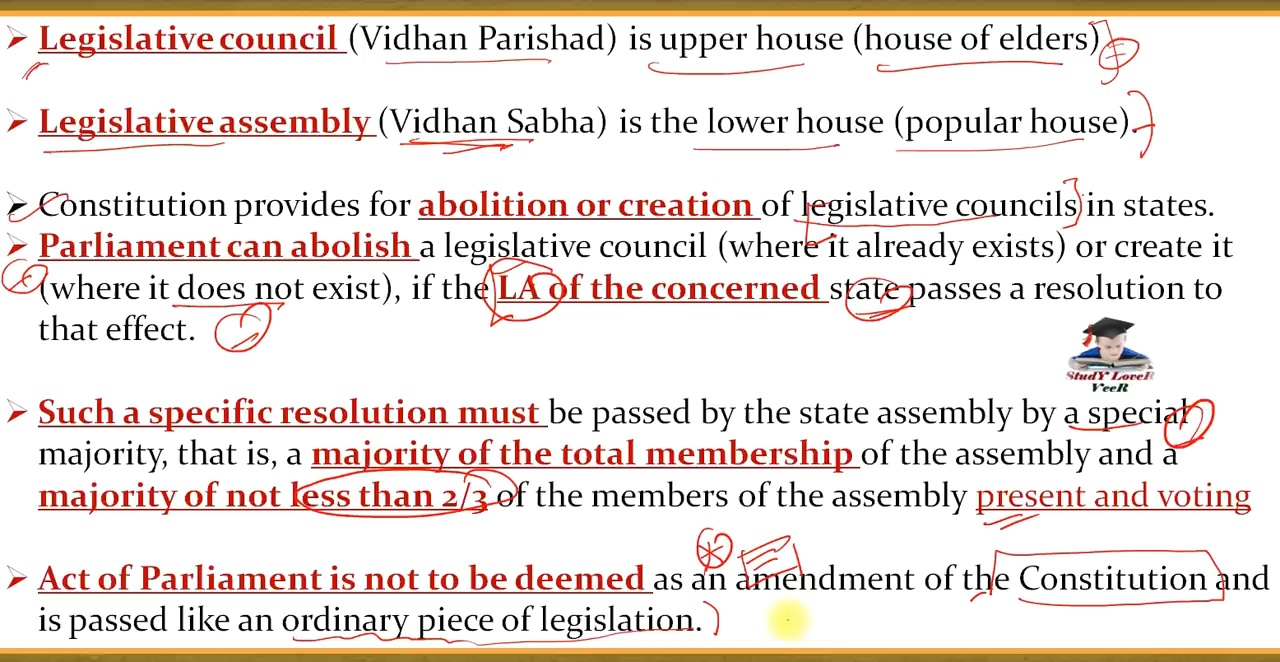 ➢ Legislative council (Vidhan Parishad) is upper house (house of elders)
➢ Legislative assembly (Vidhan Sabha) is the lower house (popular house).
➢ Constitution provides for abolition or creation of legislative councils in states.
➢ Parliament can abolish a legislative council (where it already exists) or create it
(where it does not exist), if the LA of the concerned state passes a resolution to
that effect.
StudY LoveR
VeeR
➢ Such a specific resolution must be passed by the state assembly by a special
majority, that is, a majority of the total membership of the assembly and a
majority of not less than 2/3 of the members of the assembly present and voting
➢ Act of Parliament is not to be deemed as an amendment of the Constitution and
is passed like an ordinary piece of legislation.